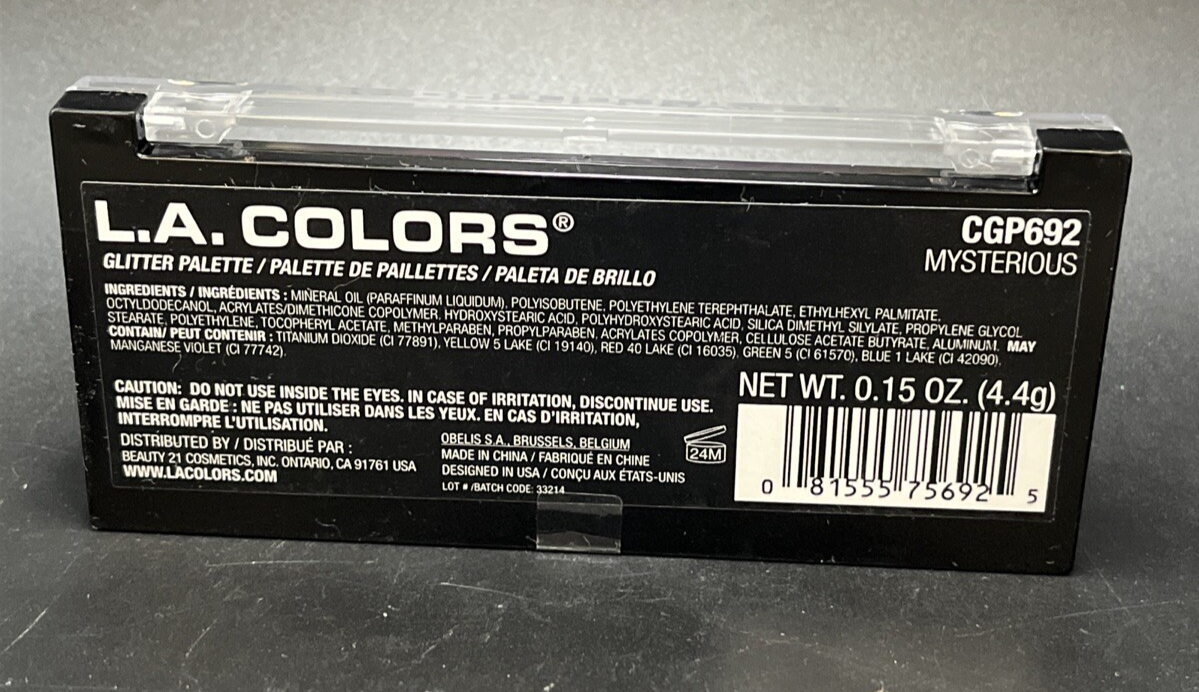 L.A. COLORS®
CGP692
MYSTERIOUS
GLITTER PALETTE / PALETTE DE PAILLETTES / PALETA DE BRILLO
INGREDIENTS / INGRÉDIENTS : MINERAL OIL (PARAFFINUM LIQUIDUM), POLYISOBUTENE, POLYETHYLENE TEREPHTHALATE, ETHYLHEXYL PALMITATE,
OCTYLDODECANOL, ACRYLATES/DIMETHICONE COPOLYMER, HYDROXYSTEARIC ACID, POLYHYDROXYSTEARIC ACID, SILICA DIMETHYL SILYLATE, PROPYLENE GLYCOL
STEARATE, POLYETHYLENE, TOCOPHERYL ACETATE, METHYLPARABEN, PROPYLPARABEN, ACRYLATES COPOLYMER, CELLULOSE ACETATE BUTYRATE, ALUMINUM. MAY
CONTAIN/ PEUT CONTENIR : TITANIUM DIOXIDE (CI 77891), YELLOW 5 LAKE (CI 19140), RED 40 LAKE (CI 16035), GREEN 5 (CI 61570), BLUE 1 LAKE (CI 42090),
MANGANESE VIOLET (CI 77742).
CAUTION: DO NOT USE INSIDE THE EYES. IN CASE OF IRRITATION, DISCONTINUE USE.
MISE EN GARDE : NE PAS UTILISER DANS LES YEUX. EN CAS D'IRRITATION,
INTERROMPRE L'UTILISATION.
DISTRIBUTED BY / DISTRIBUÉ PAR :
BEAUTY 21 COSMETICS, INC. ONTARIO, CA 91761 USA
WWW.LACOLORS.COM
OBELIS S.A., BRUSSELS, BELGIUM
MADE IN CHINA / FABRIQUÉ EN CHINE
DESIGNED IN USA / CONÇU AUX ÉTATS-UNIS
LOT # /BATCH CODE: 33214
24M
NET WT. 0.15 OZ. (4.4g)
0 81555 75692 5